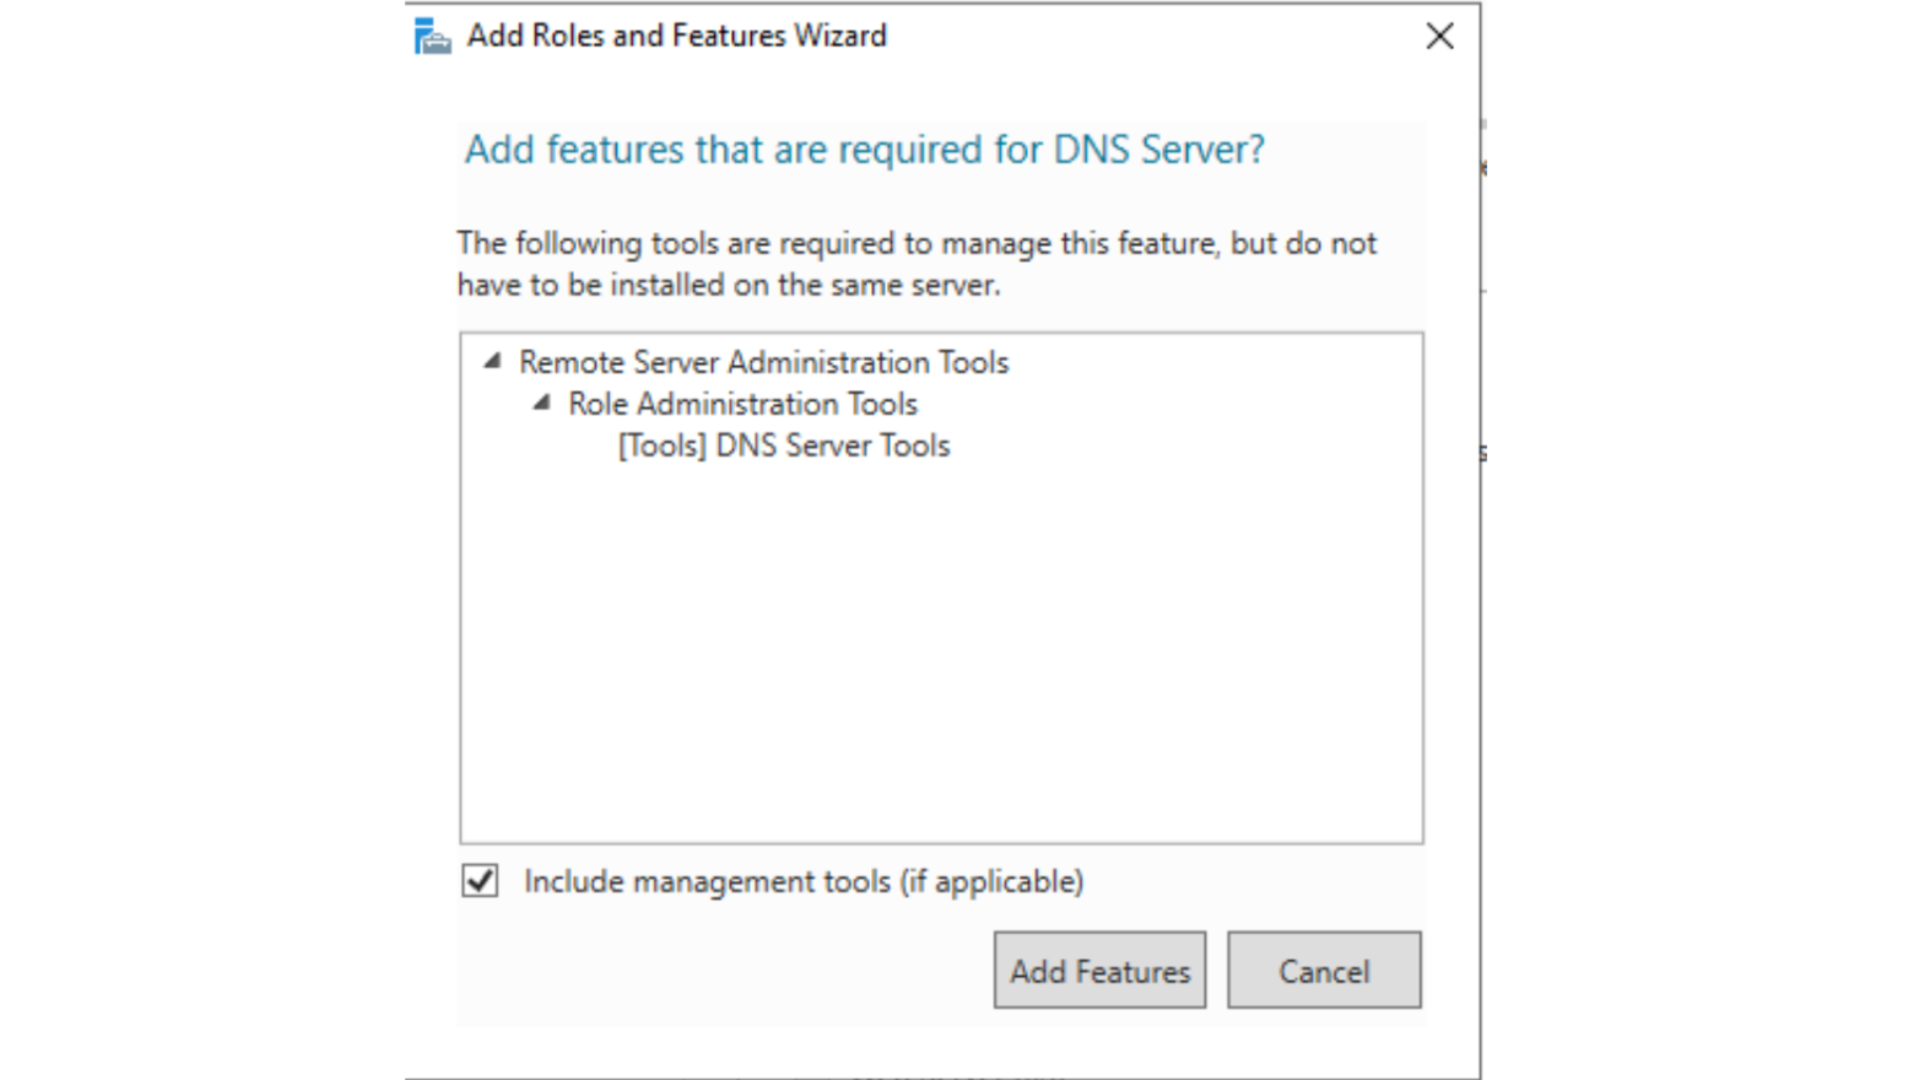 Add Roles and Features Wizard
Add features that are required for DNS Server?
The following tools are required to manage this feature, but do not
have to be installed on the same server.
Remote Server Administration Tools
Role Administration Tools
[Tools] DNS Server Tools
Include management tools (if applicable)
Add Features
Cancel